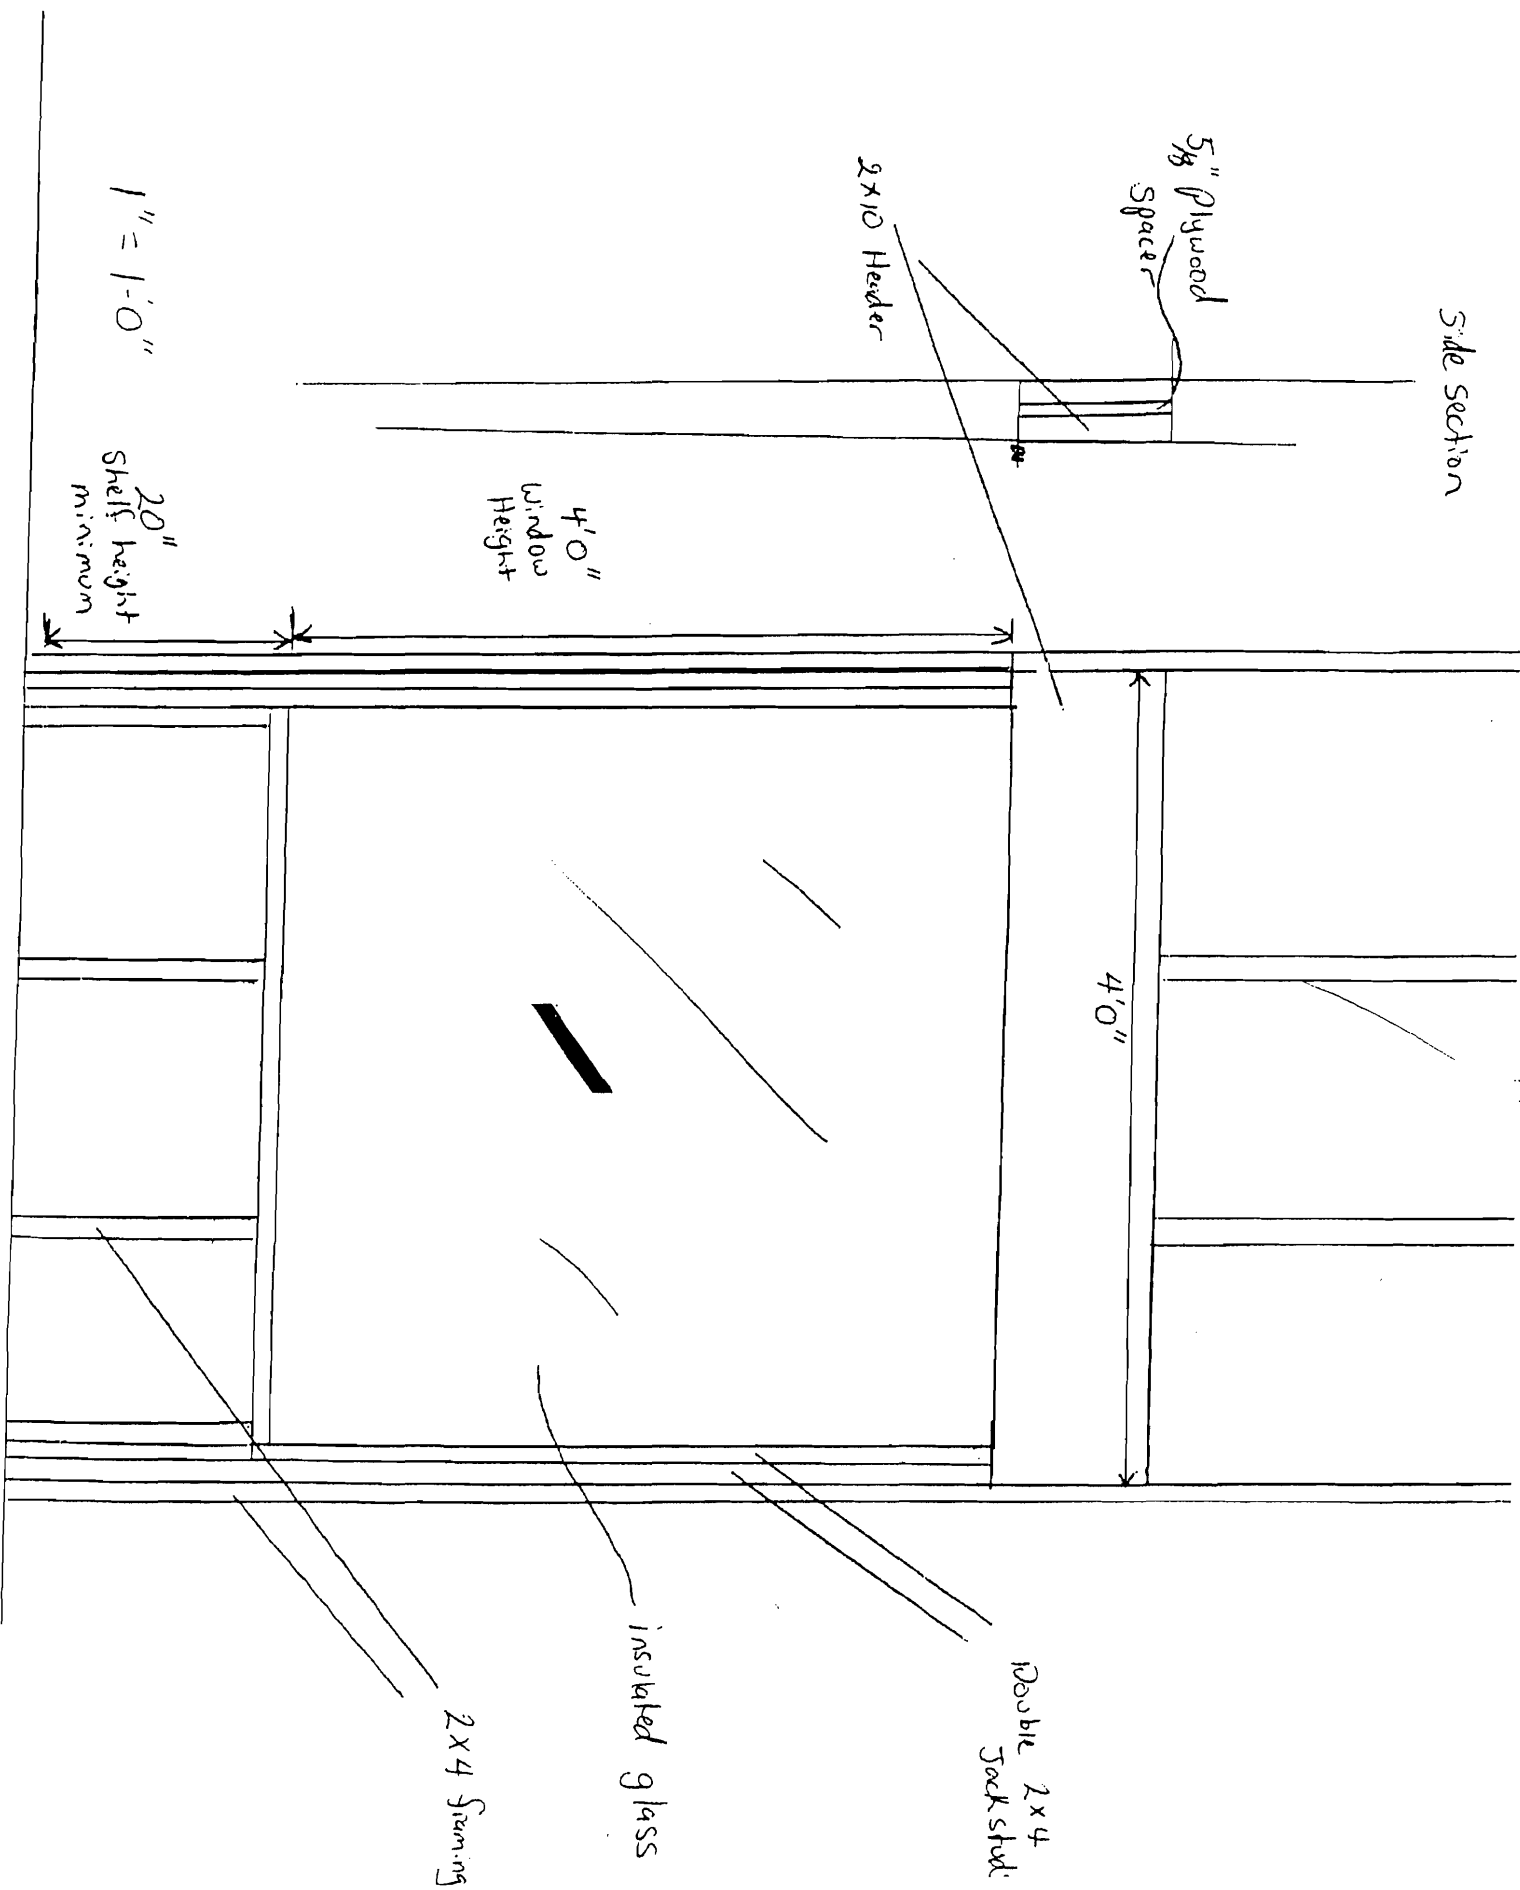 Side section
5/8" Plywood
Spacer
2x10 Header
4'0"
4'0"
Window
Height
20"
Shelf height
minimum
1" = 1'-0"
Double 2x4
Jack stud
insulated glass
2x4 framing